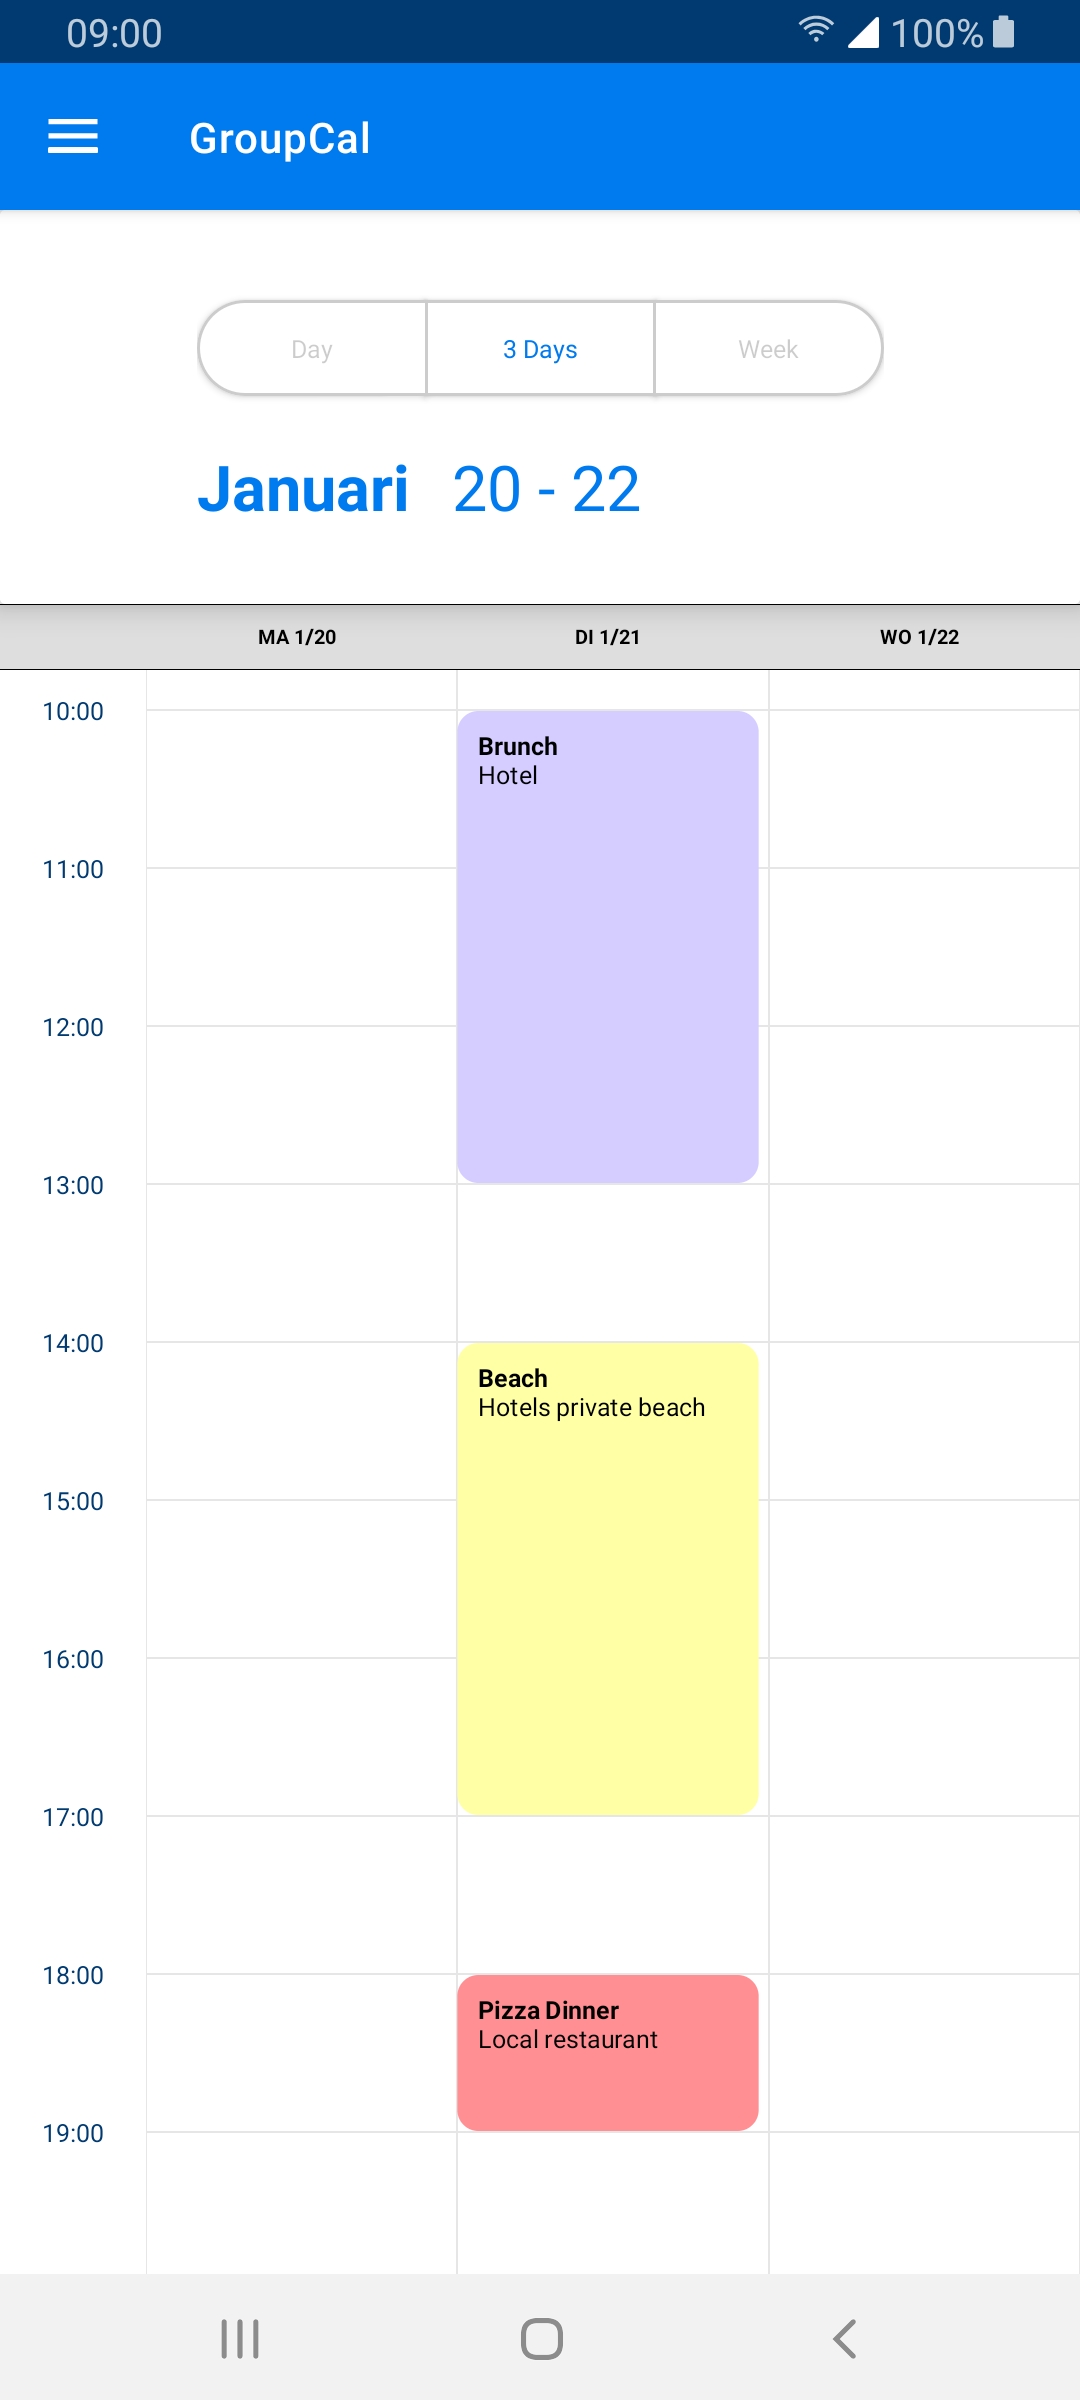 09:00 100%
GroupCal
Day 3 Days Week
Januari 20 - 22
MA 1/20 DI 1/21 WO 1/22
10:00
Brunch
Hotel
11:00
12:00
13:00
14:00
Beach
Hotels private beach
15:00
16:00
17:00
18:00
Pizza Dinner
Local restaurant
19:00